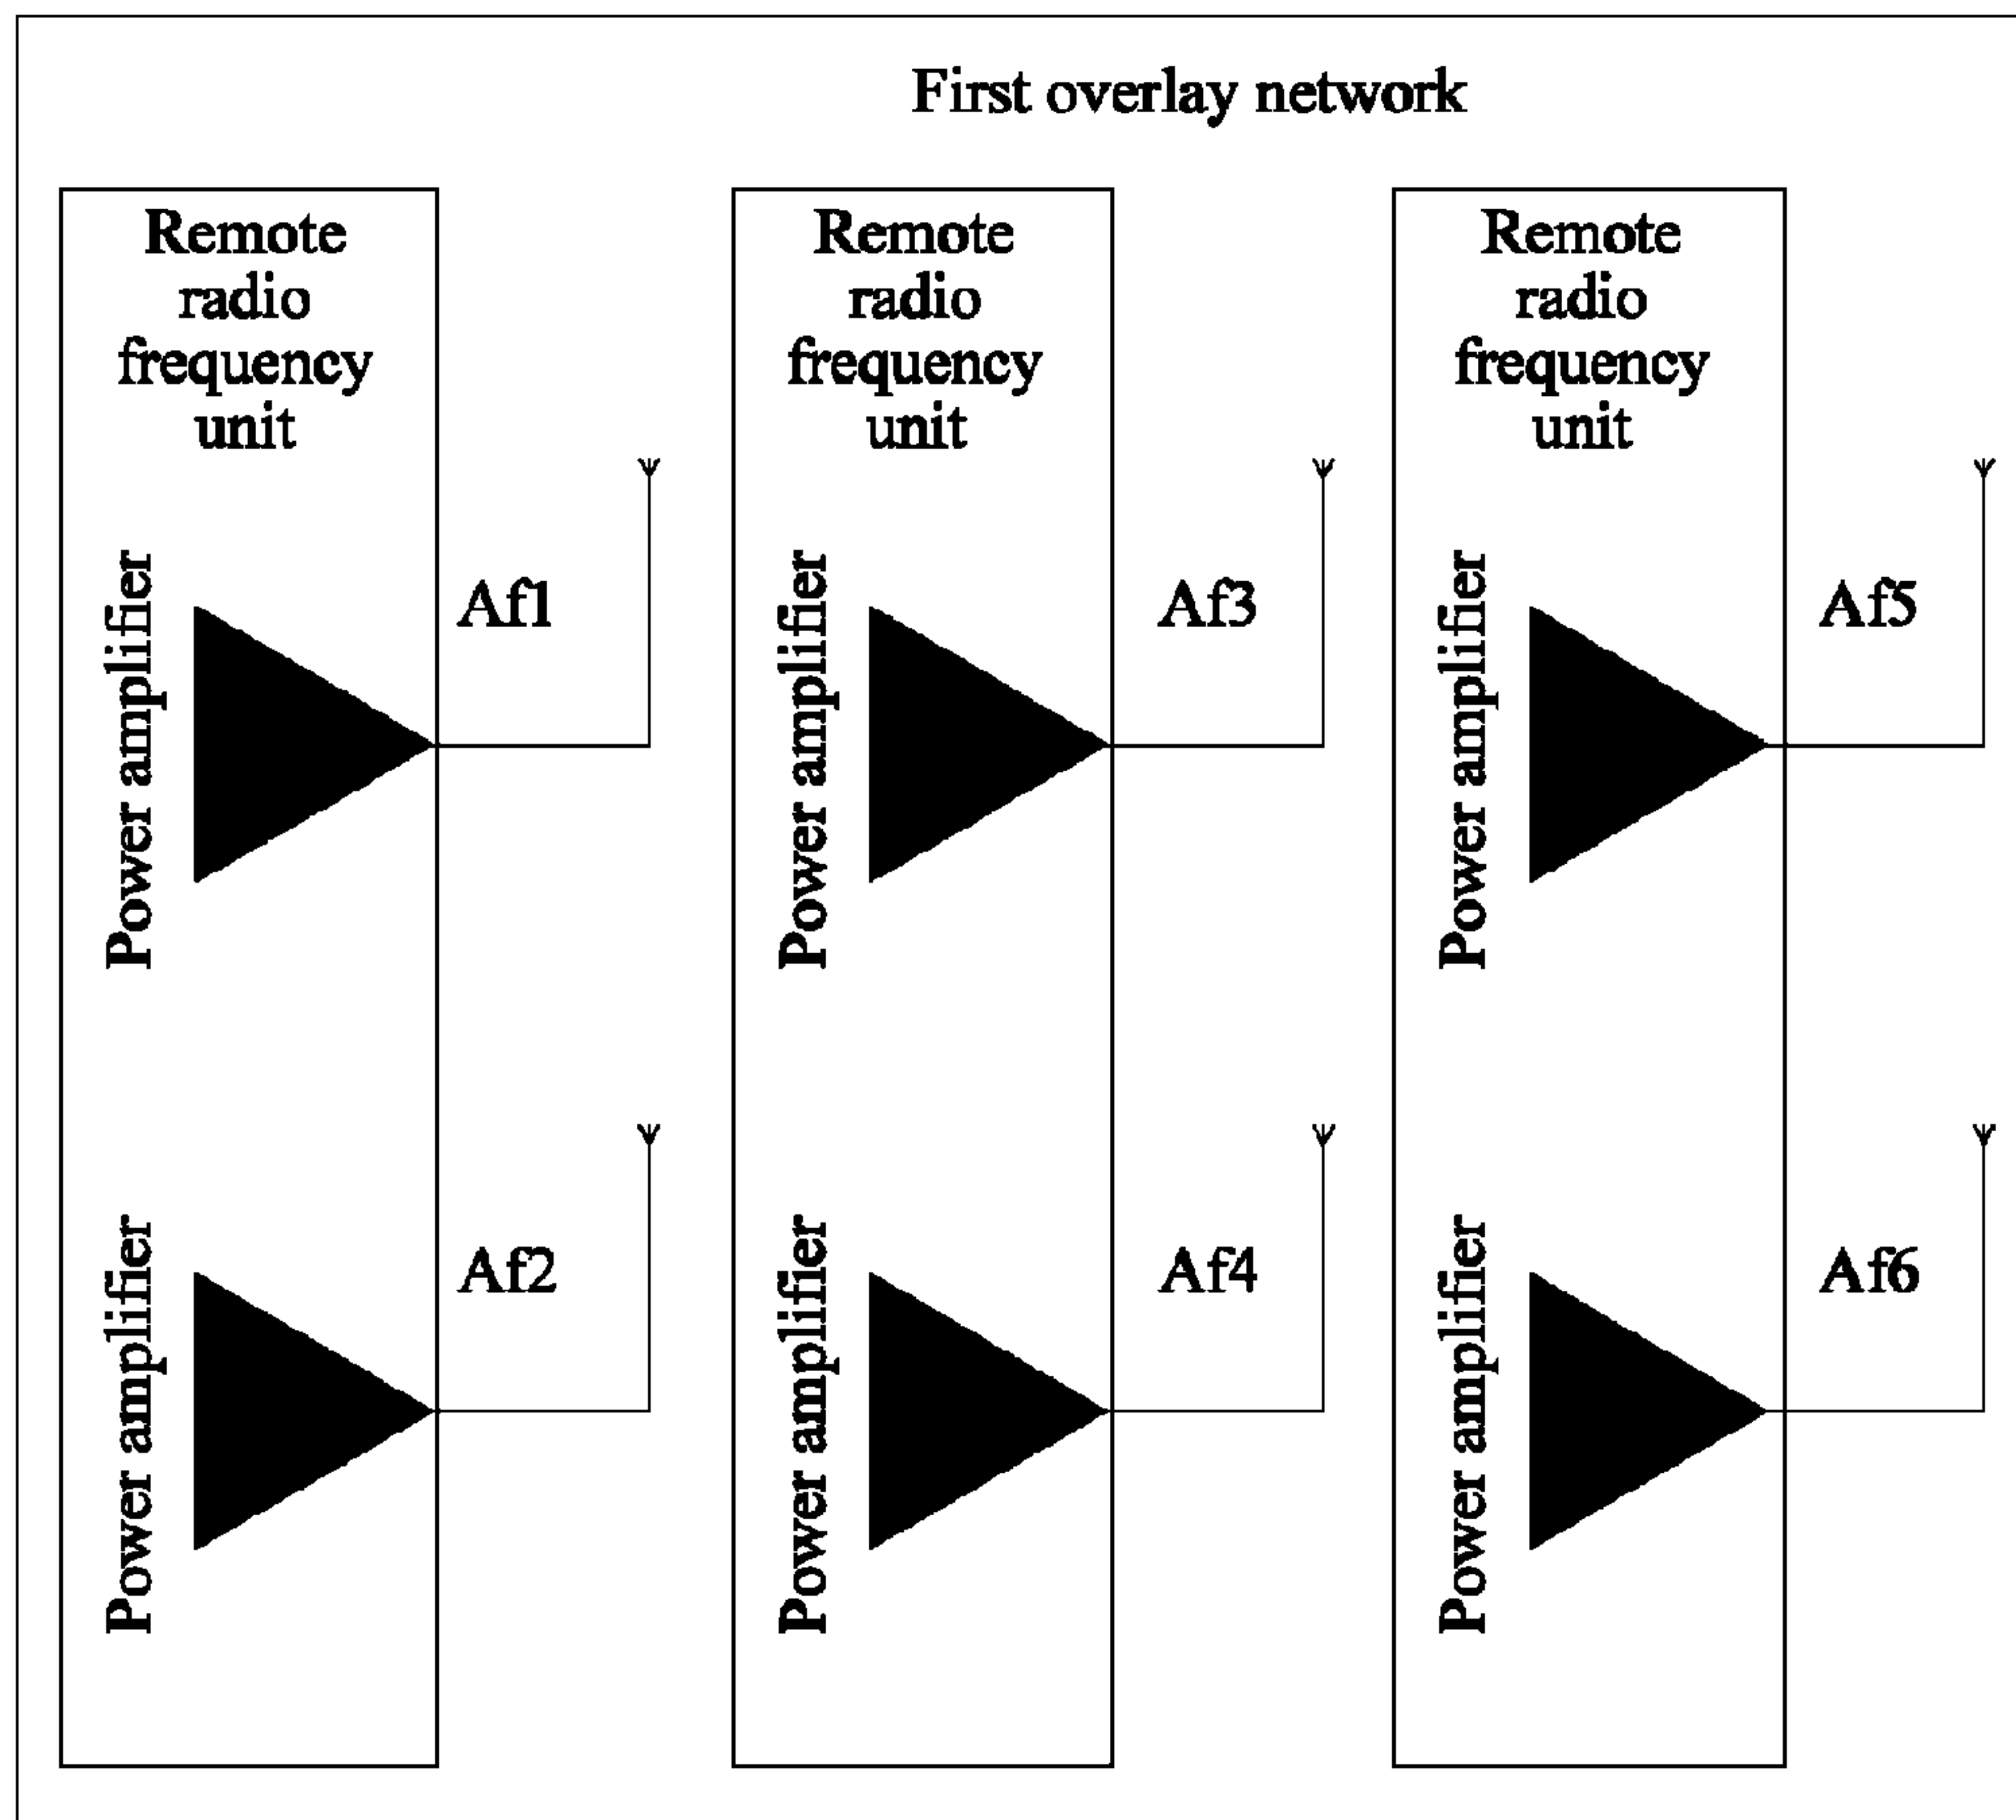 First overlay network
Remote
radio
frequency
unit
Power amplifier
Af1
Power amplifier
Af2
Remote
radio
frequency
unit
Power amplifier
Af3
Power amplifier
Af4
Remote
radio
frequency
unit
Power amplifier
Af5
Power amplifier
Af6